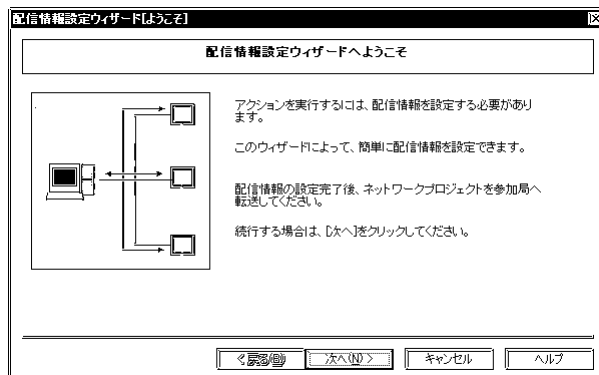 配信情報設定ウィザード[ようこそ]
配信情報設定ウィザードへようこそ
アクションを実行するには、配信情報を設定する必要があり
ます。
このウィザードによって、簡単に配信情報を設定できます。
配信情報の設定完了後、ネットワークプロジェクトを参加局へ
転送してください。
続行する場合は、[次へ]をクリックしてください。
< 戻る(B) 次へ(N) > キャンセル ヘルプ